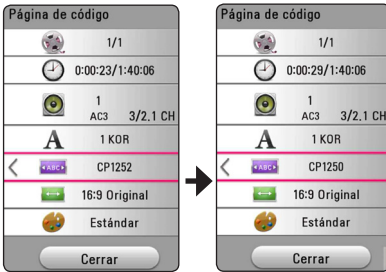 Página de código
1/1
0:00:23/1:40:06
1
AC3 3/2.1 CH
A
1 KOR
ABC
CP1252
16:9 Original
Estándar
Cerrar
Página de código
1/1
0:00:29/1:40:06
1
AC3 3/2.1 CH
A
1 KOR
ABC
CP1250
16:9 Original
Estándar
Cerrar